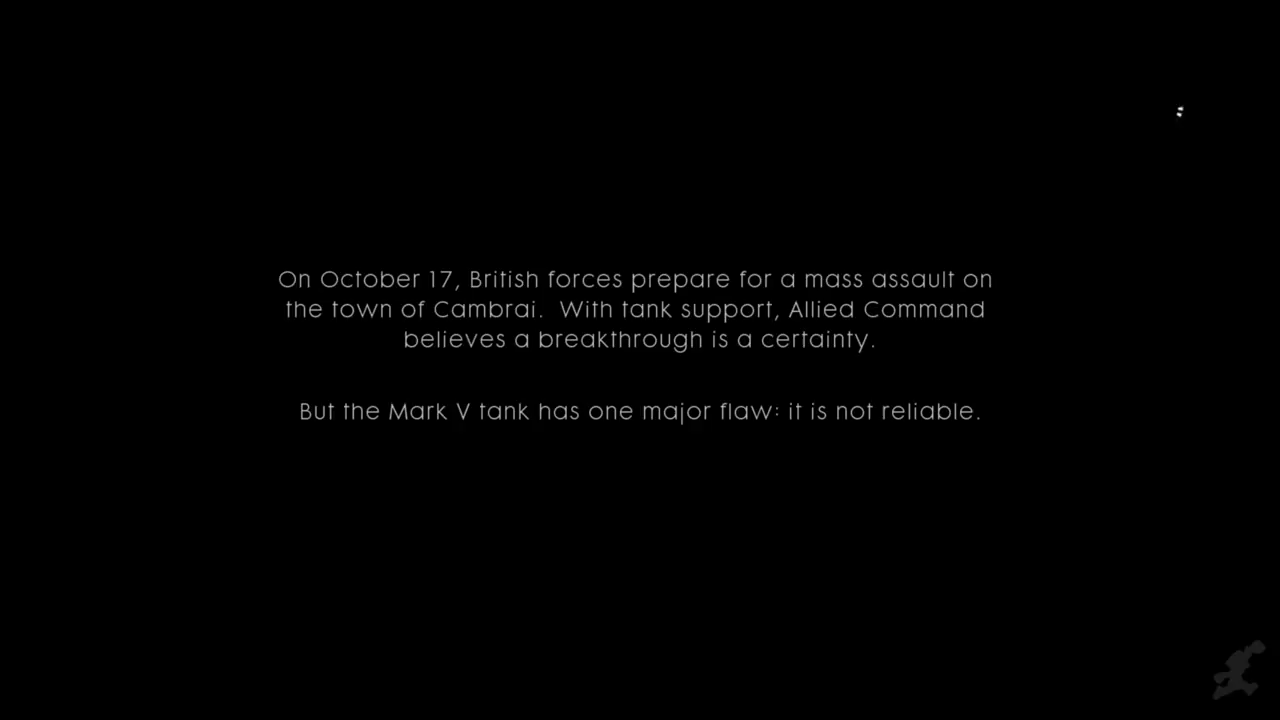 On October 17, British forces prepare for a mass assault on
the town of Cambrai.  With tank support, Allied Command
believes a breakthrough is a certainty.
But the Mark V tank has one major flaw: it is not reliable.